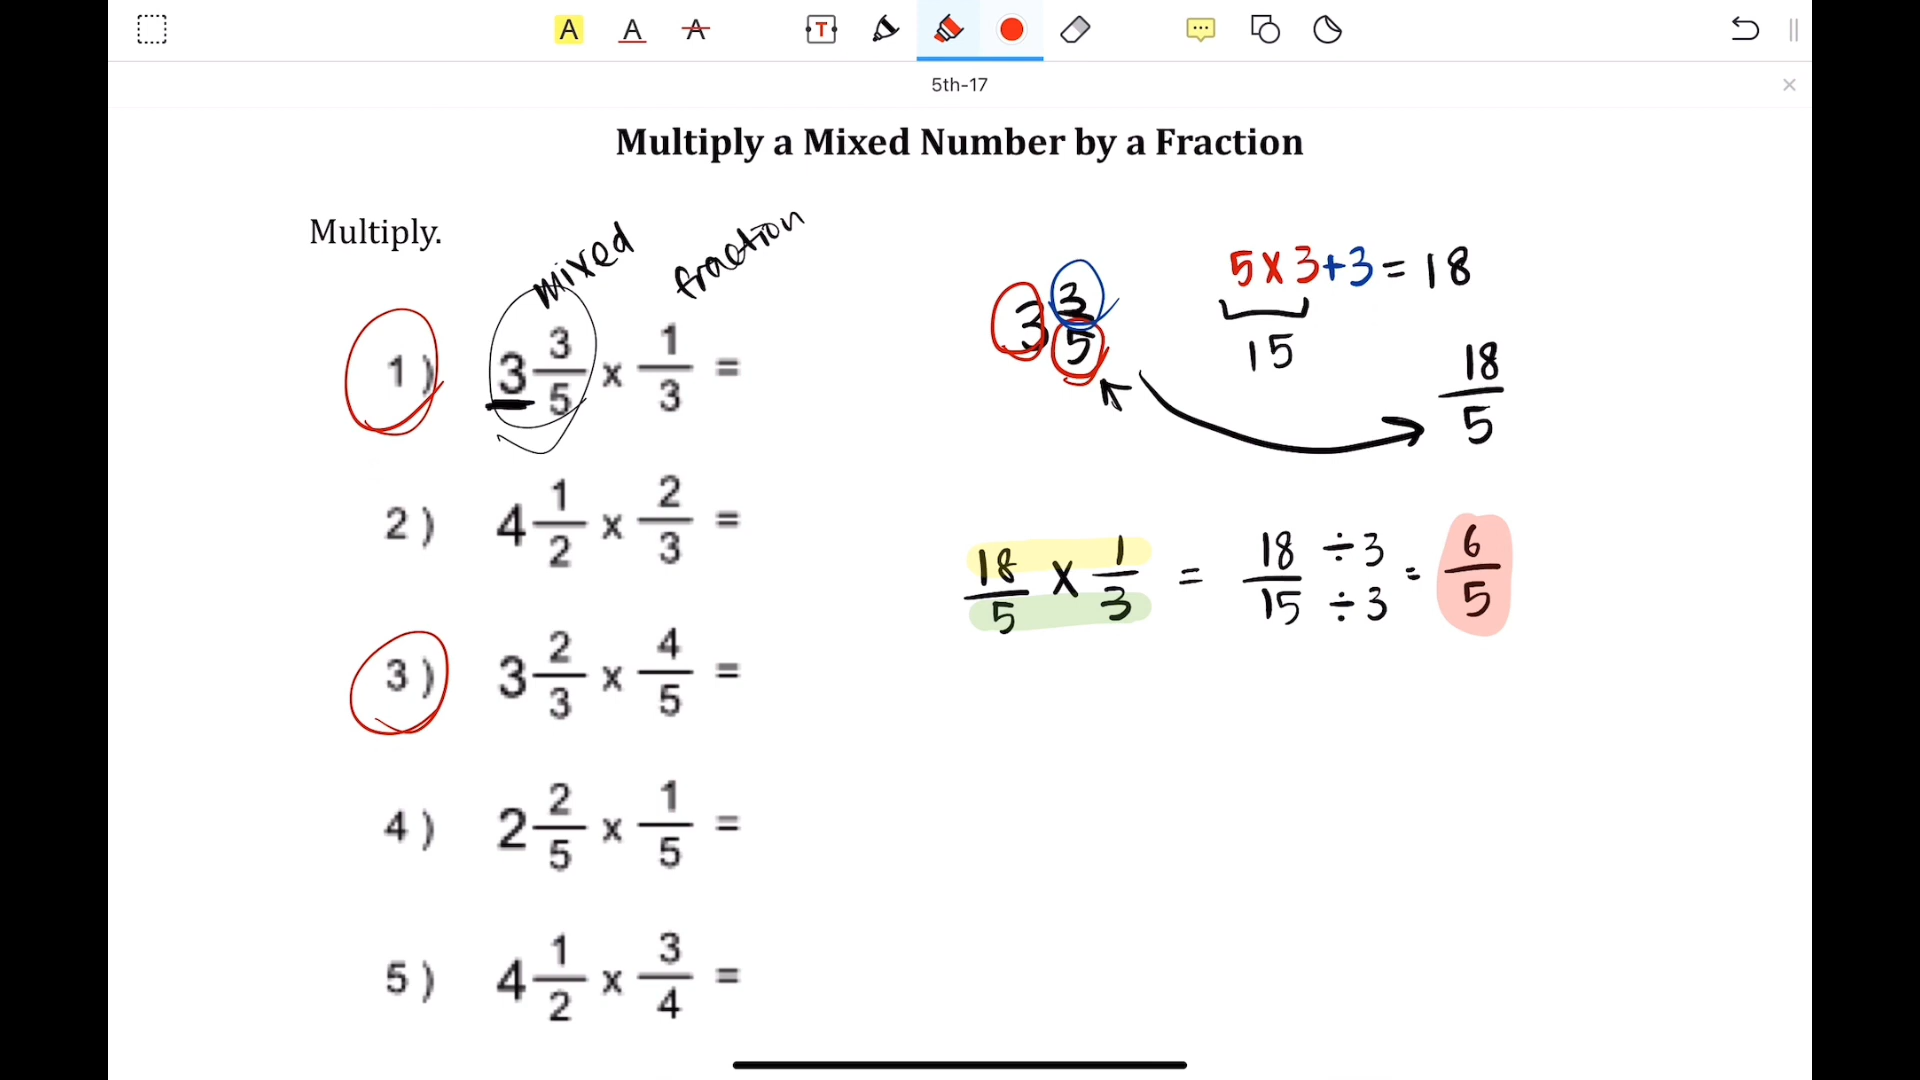 A A A T
5th-17
Multiply a Mixed Number by a Fraction
Multiply.
mixed fraction
1) 3 3/5 x 1/3 =
2) 4 1/2 x 2/3 =
3) 3 2/3 x 4/5 =
4) 2 2/5 x 1/5 =
5) 4 1/2 x 3/4 =
3 3/5
5 x 3 + 3 = 18
15
18/5
18/5 x 1/3 = 18/15 ÷3/÷3 = 6/5